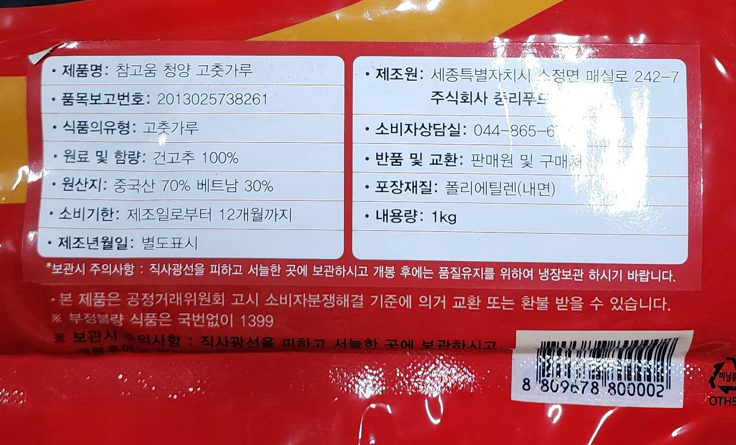 • 제품명: 참고움 청양 고춧가루
• 품목보고번호: 2013025738261
• 식품의유형: 고춧가루
• 원료 및 함량: 건고추 100%
• 원산지: 중국산 70% 베트남 30%
• 소비기한: 제조일로부터 12개월까지
• 제조년월일: 별도표시
• 제조원: 세종특별자치시 소정면 매실로 242-7
주식회사
• 소비자상담실: 044-865-
• 반품 및 교환: 판매원 및 구매처
• 포장재질: 폴리에틸렌(내면)
• 내용량: 1kg
*보관시 주의사항 : 직사광선을 피하고 서늘한 곳에 보관하시고 개봉 후에는 품질유지를 위하여 냉장보관 하시기 바랍니다.
• 본 제품은 공정거래위원회 고시 소비자분쟁해결 기준에 의거 교환 또는 환불 받을 수 있습니다.
※ 부정불량 식품은 국번없이 1399
※ 보관시 주의사항 : 직사광선을 피하고 서늘한 곳에 보관하시고
개봉 후에는
8 809678 800002
비닐류